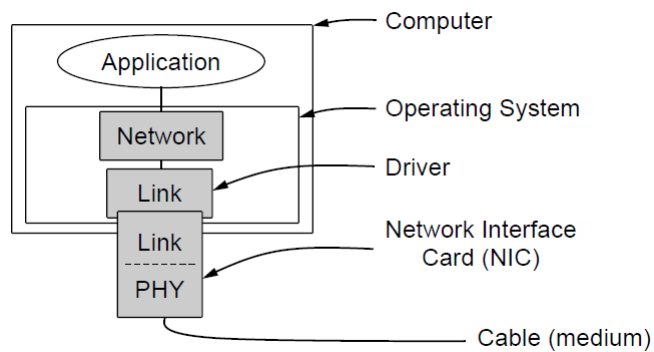 Computer
Application
Operating System
Network
Driver
Link
Link
Network Interface
Card (NIC)
PHY
Cable (medium)